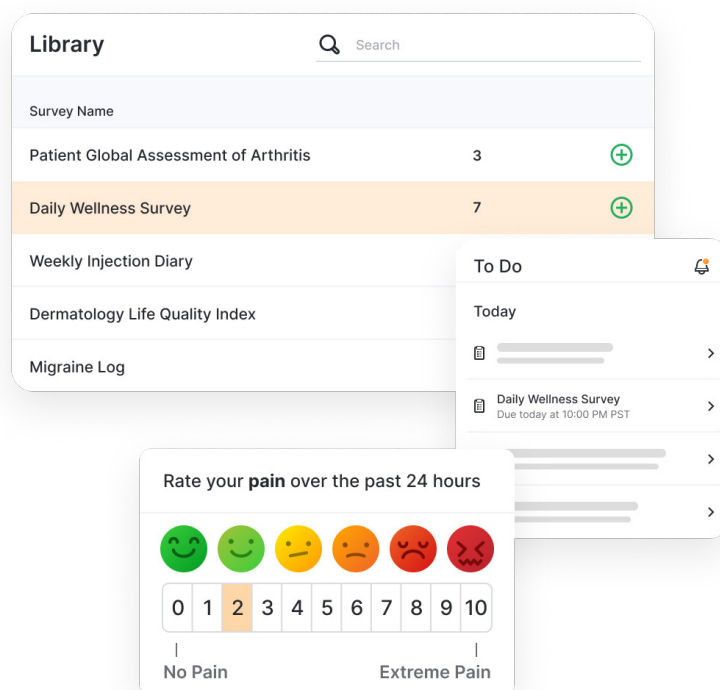 Library
Search
Survey Name
Patient Global Assessment of Arthritis 3
Daily Wellness Survey 7
Weekly Injection Diary
Dermatology Life Quality Index
Migraine Log
To Do
Today
Daily Wellness Survey
Due today at 10:00 PM PST
Rate your pain over the past 24 hours
0 1 2 3 4 5 6 7 8 9 10
No Pain Extreme Pain